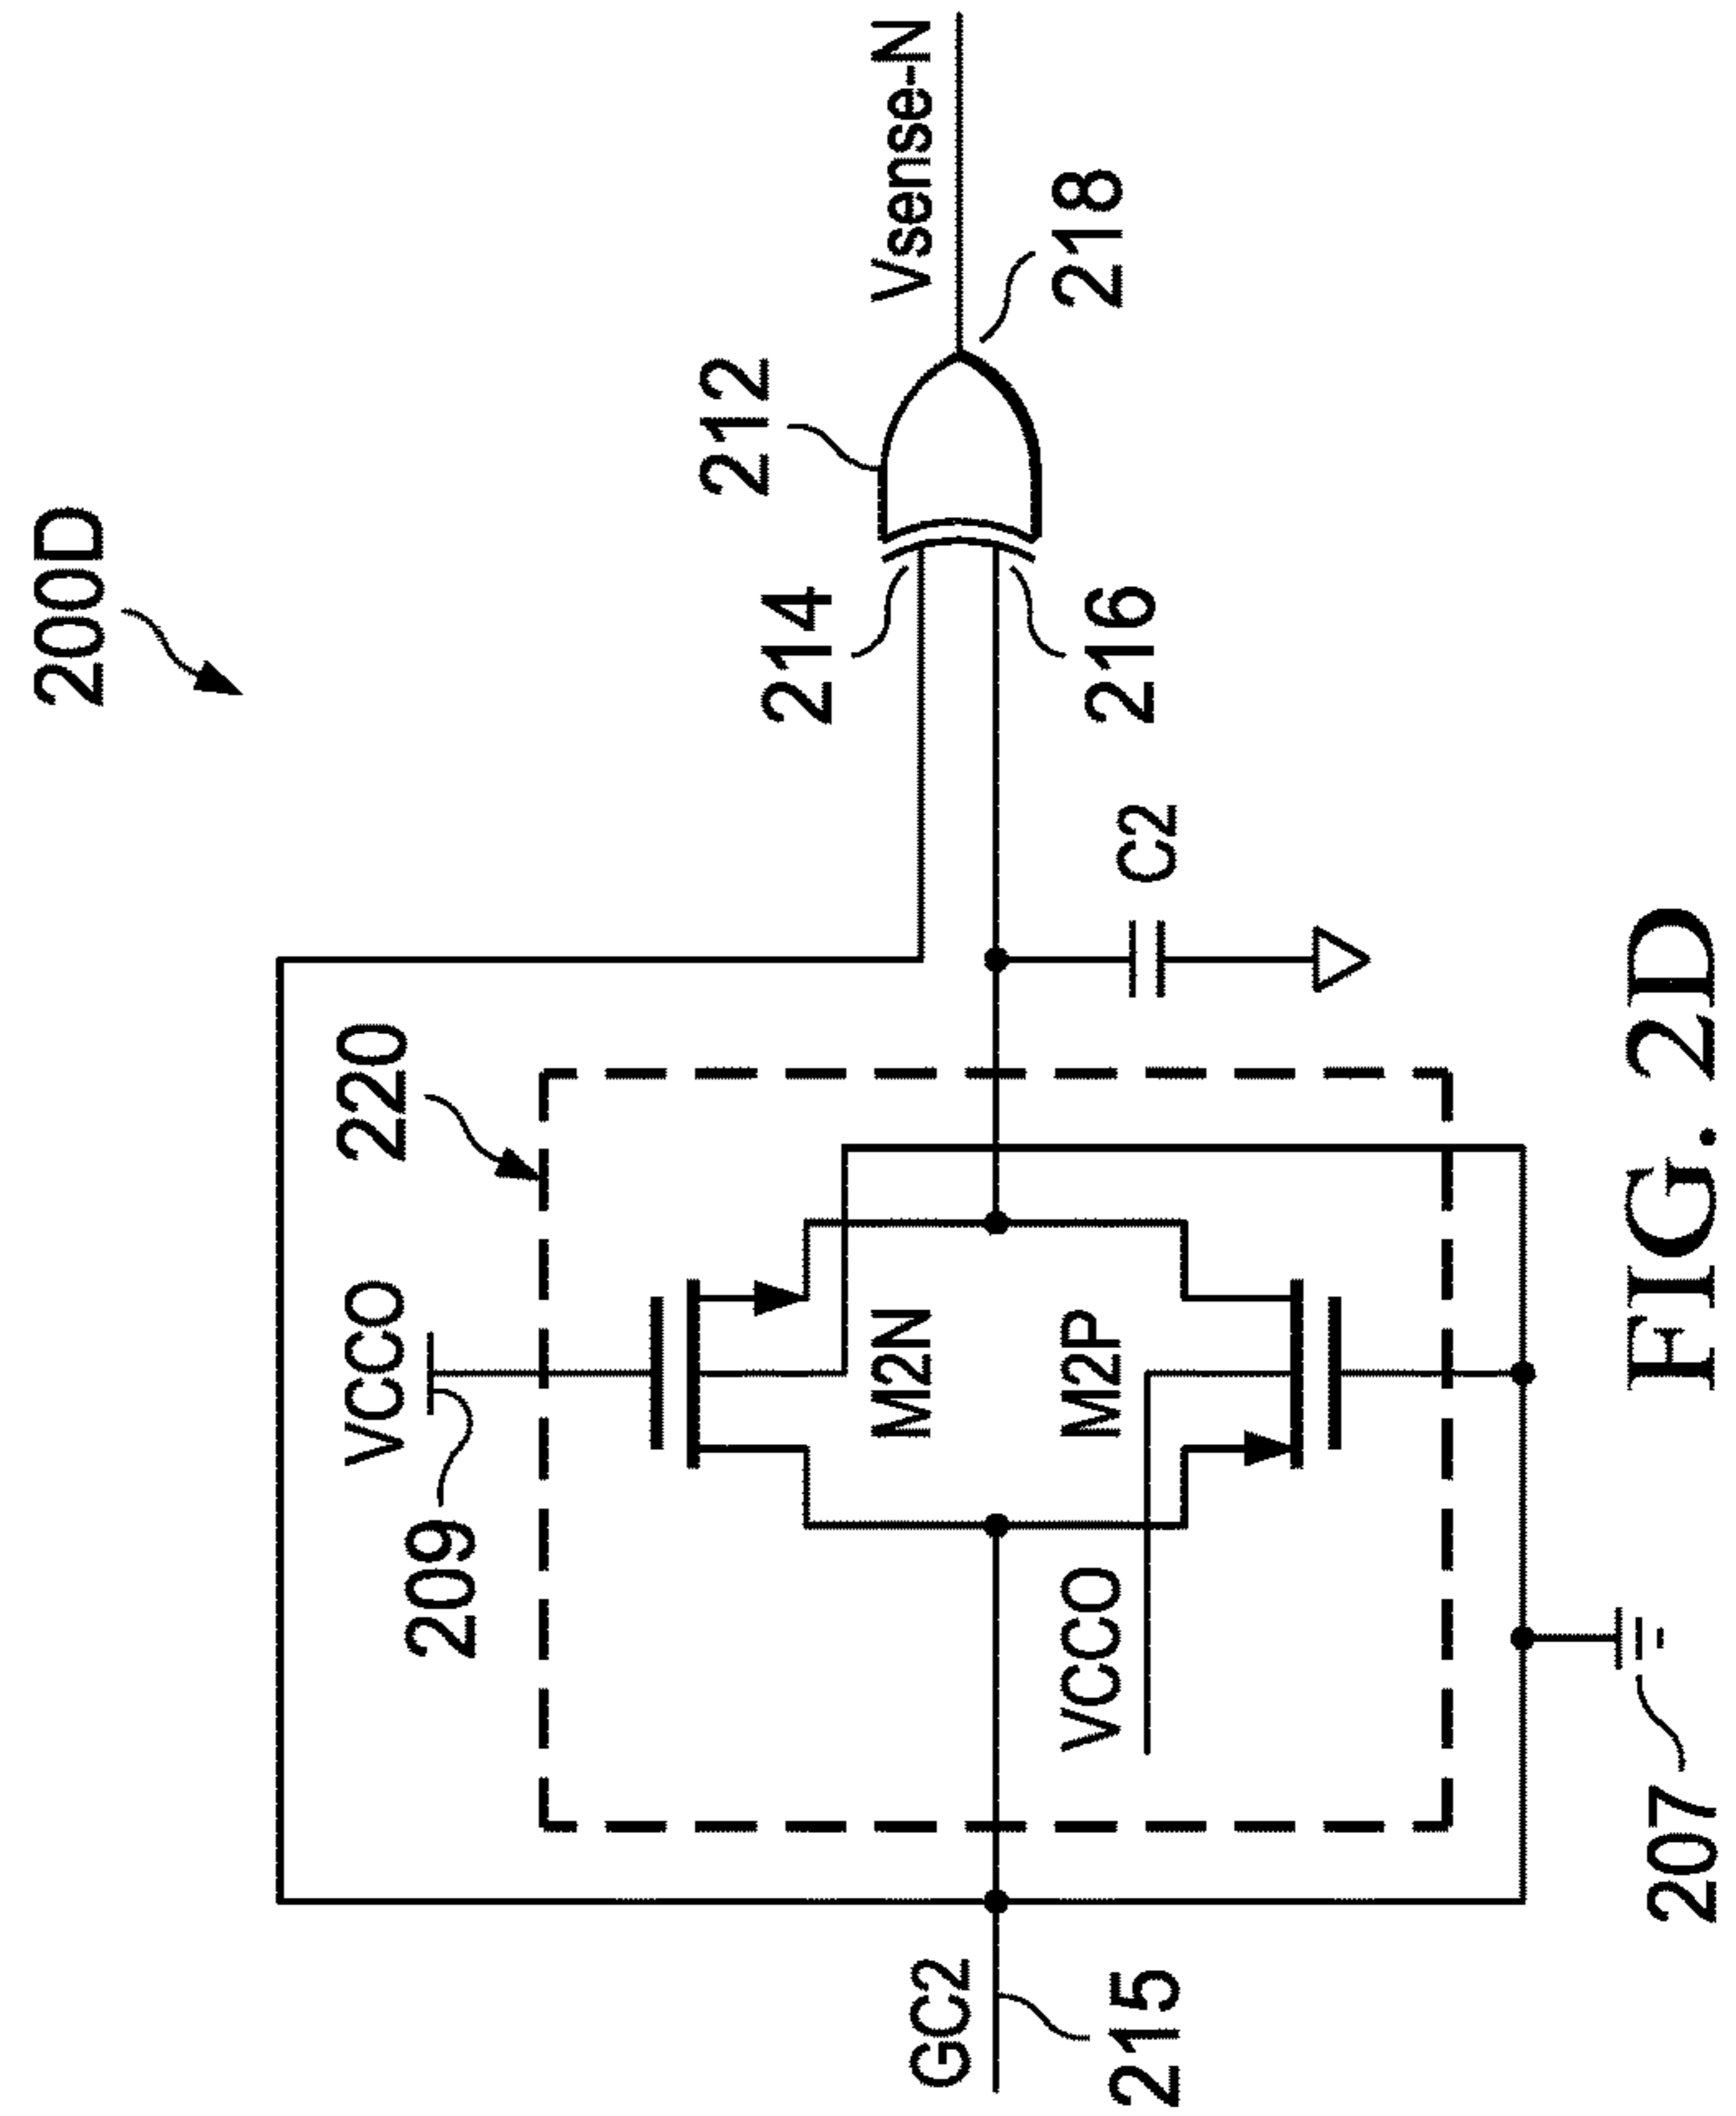 200D
220
212
VCCO
209
214
Vsense-N
GC2
M2N
M2P
VCCO
216
218
215
C2
207
FIG. 2D